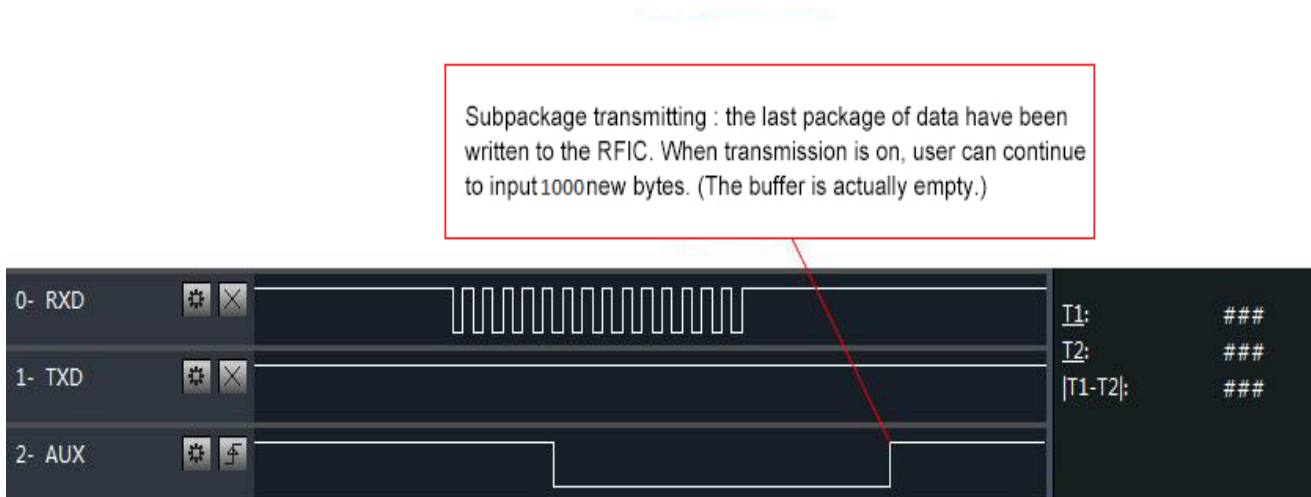 Subpackage transmitting : the last package of data have been
written to the RFIC. When transmission is on, user can continue
to input 1000 new bytes. (The buffer is actually empty.)
0- RXD
T1: ###
T2: ###
1- TXD
|T1-T2|: ###
2- AUX